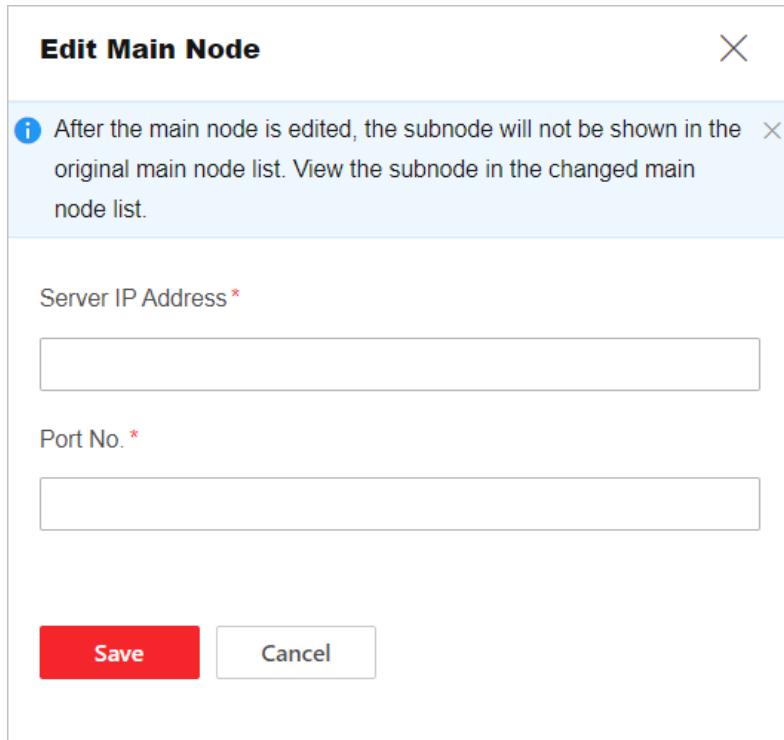 Edit Main Node
After the main node is edited, the subnode will not be shown in the
original main node list. View the subnode in the changed main
node list.
Server IP Address *
Port No. *
Save Cancel